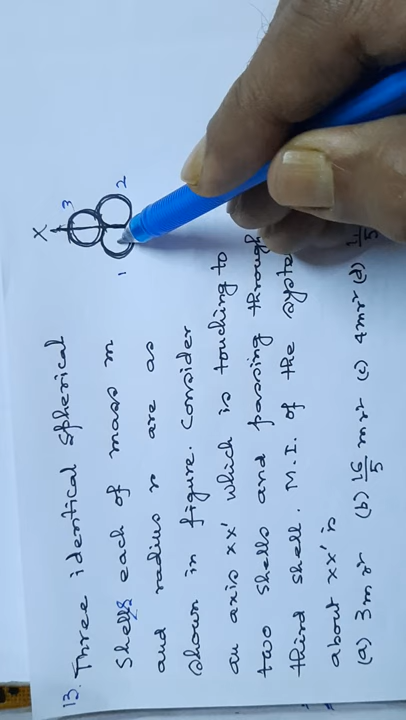 13. Three identical spherical
shells each of mass m
and radius r are as
shown in figure. Consider
an axis xx' which is touching to
two shells and passing through
third shell. M.I. of the syste
about xx' is
(a) 3mr² (b) 16/5 mr² (c) 4mr² (d)
X
3
2
1